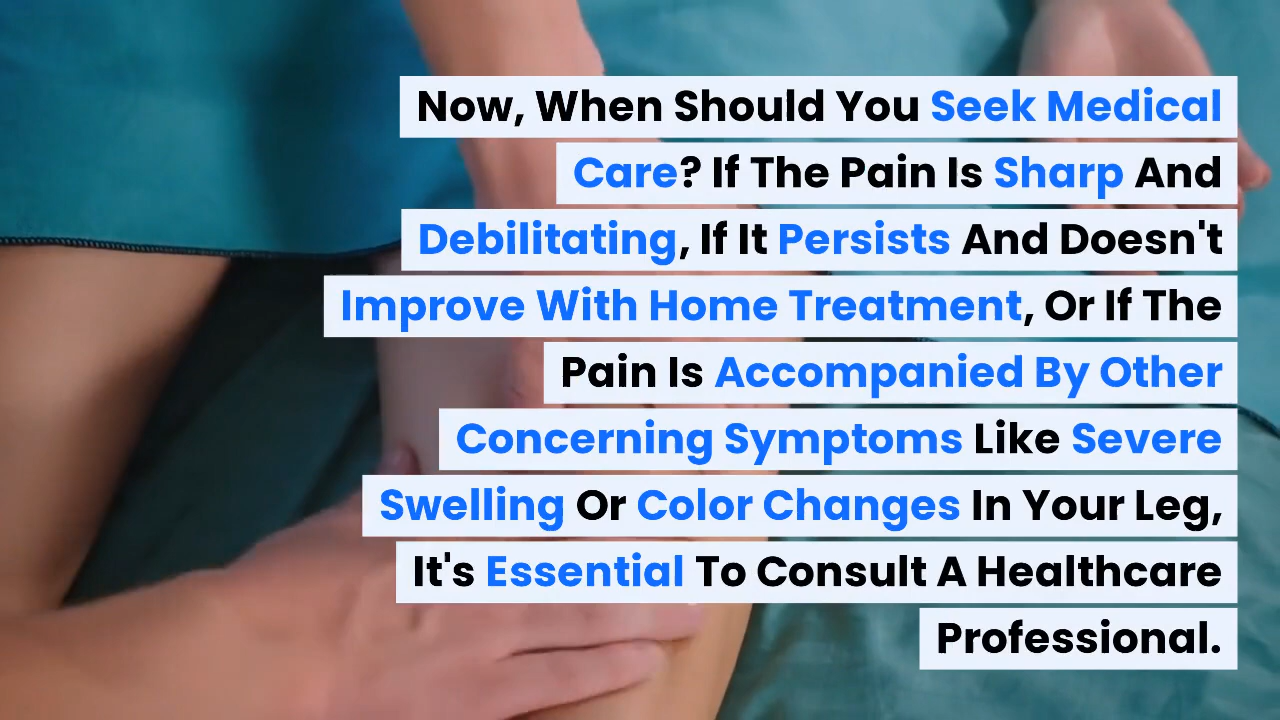 Now, When Should You Seek Medical
Care? If The Pain Is Sharp And
Debilitating, If It Persists And Doesn't
Improve With Home Treatment, Or If The
Pain Is Accompanied By Other
Concerning Symptoms Like Severe
Swelling Or Color Changes In Your Leg,
It's Essential To Consult A Healthcare
Professional.